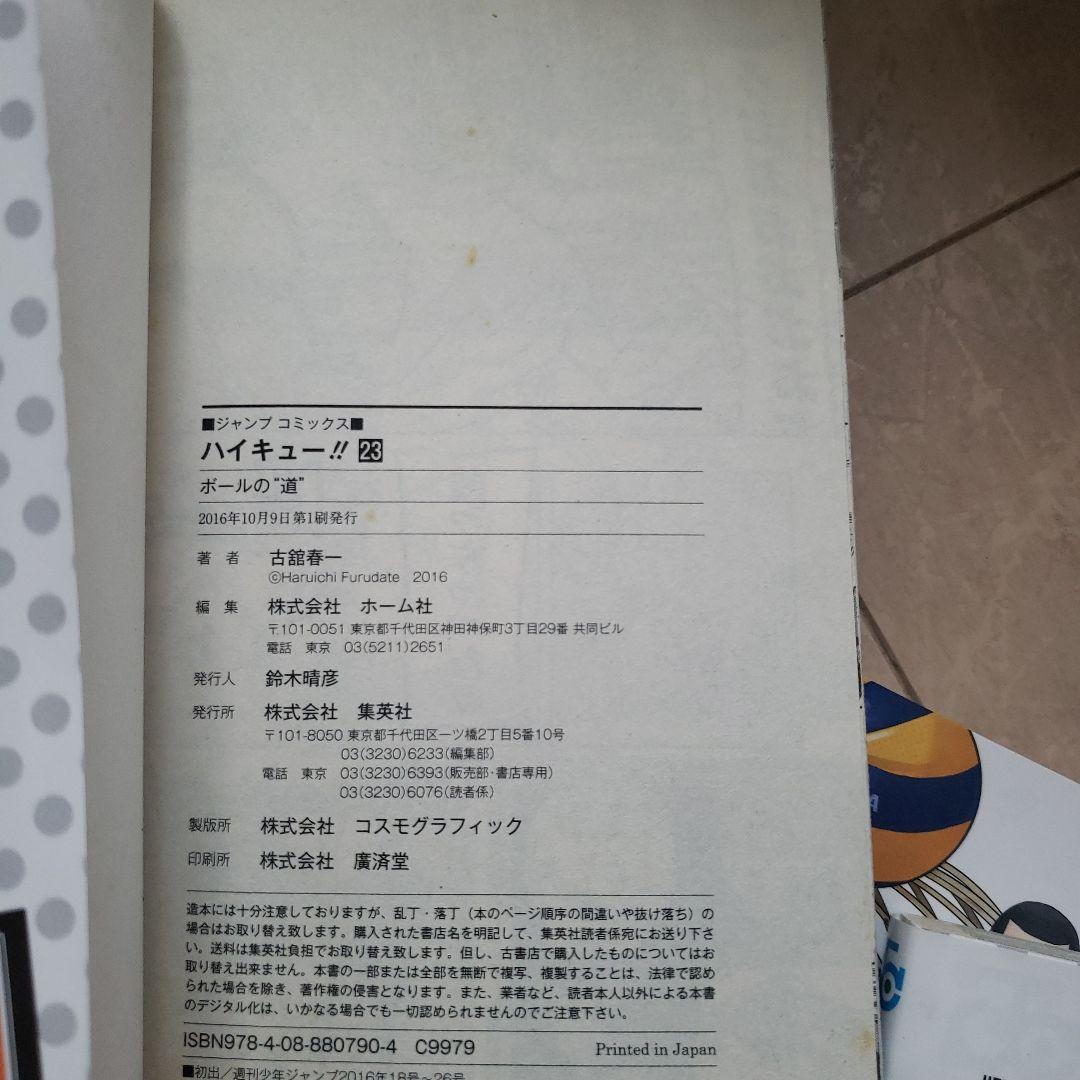 ■ジャンプ コミックス■
ハイキュー!! 23
ボールの“道”
2016年10月9日第1刷発行
著 者 古舘春一
©Haruichi Furudate 2016
編 集 株式会社 ホーム社
〒101-0051 東京都千代田区神田神保町3丁目29番 共同ビル
電話 東京 03(5211)2651
発行人 鈴木晴彦
発行所 株式会社 集英社
〒101-8050 東京都千代田区一ツ橋2丁目5番10号
03(3230)6233(編集部)
電話 東京 03(3230)6393(販売部・書店専用)
03(3230)6076(読者係)
製版所 株式会社 コスモグラフィック
印刷所 株式会社 廣済堂
造本には十分注意しておりますが、乱丁・落丁(本のページ順序の間違いや抜け落ち)の
場合はお取り替え致します。購入された書店名を明記して、集英社読者係宛にお送り下さ
い。送料は集英社負担でお取り替え致します。但し、古書店で購入したものについてはお
取り替え出来ません。本書の一部または全部を無断で複写、複製することは、法律で認め
られた場合を除き、著作権の侵害となります。また、業者など、読者本人以外による本書
のデジタル化は、いかなる場合でも一切認められませんのでご注意下さい。
ISBN978-4-08-880790-4 C9979 Printed in Japan
■初出/週刊少年ジャンプ2016年18号〜26号